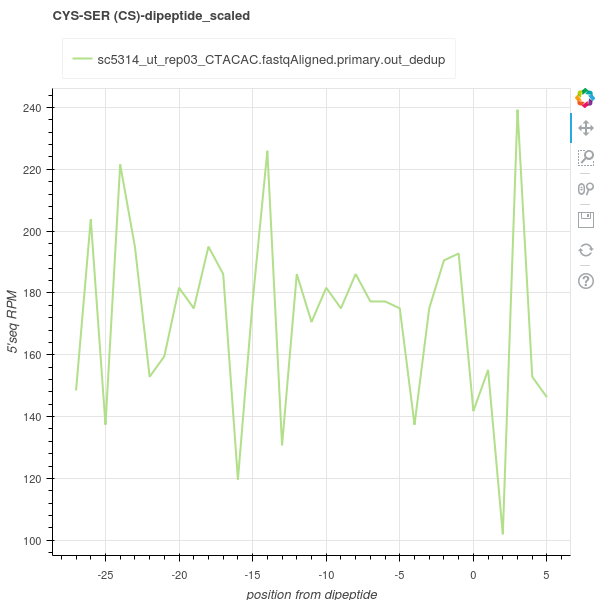 CYS-SER (CS)-dipeptide_scaled
sc5314_ut_rep03_CTACAC.fastqAligned.primary.out_dedup
240
220
200
180
160
140
120
100
5'seq RPM
-25 -20 -15 -10 -5 0 5
position from dipeptide